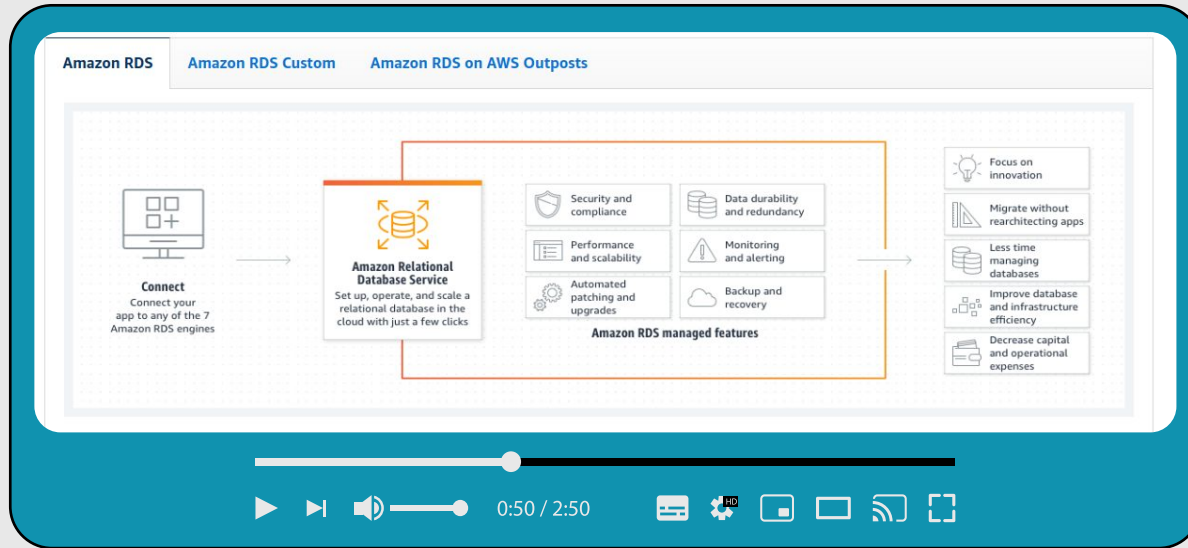 Amazon RDS
Amazon RDS Custom
Amazon RDS on AWS Outposts
Connect
Connect your
app to any of the 7
Amazon RDS engines
Amazon Relational
Database Service
Set up, operate, and scale a
relational database in the
cloud with just a few clicks
Security and
compliance
Data durability
and redundancy
Performance
and scalability
Monitoring
and alerting
Automated
patching and
upgrades
Backup and
recovery
Amazon RDS managed features
Focus on
innovation
Migrate without
rearchitecting apps
Less time
managing
databases
Improve database
and infrastructure
efficiency
Decrease capital
and operational
expenses
0:50 / 2:50
HD